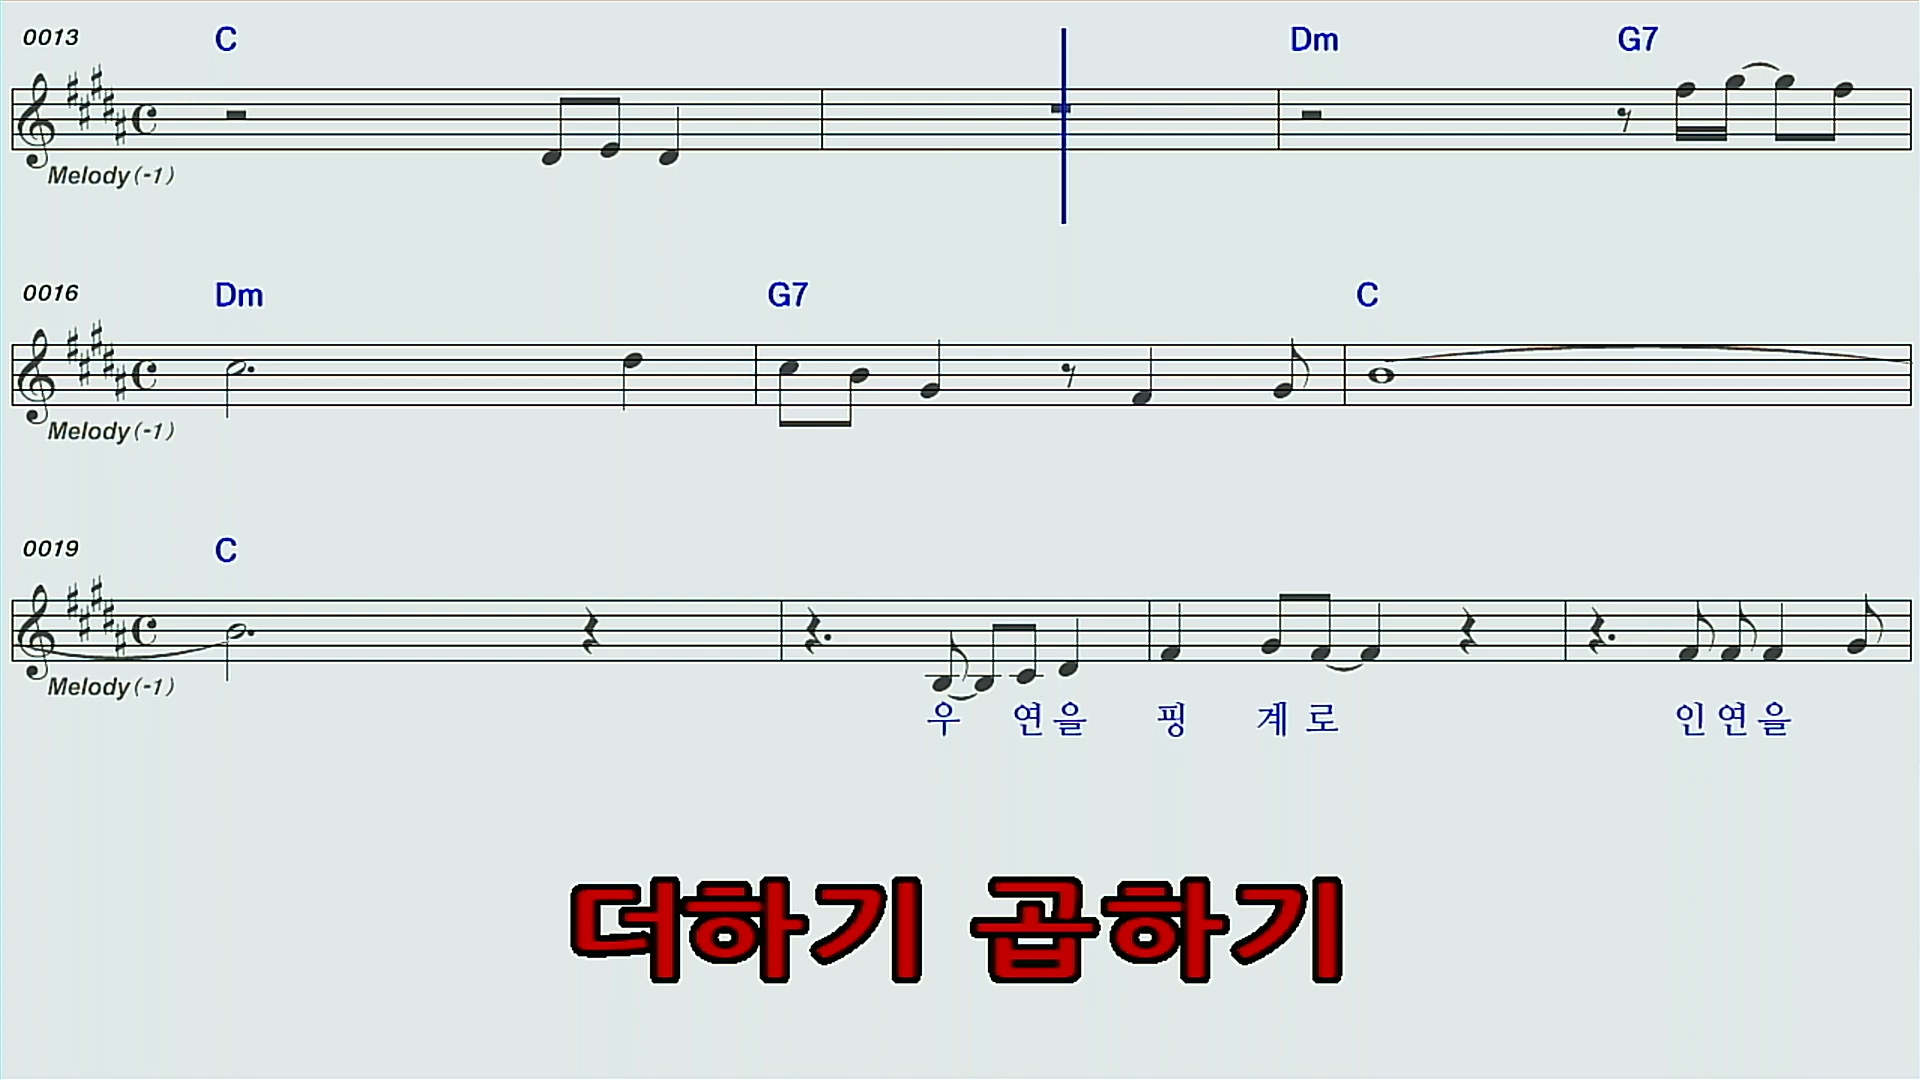 0013 C Dm G7
Melody(-1)
0016 Dm G7 C
Melody(-1)
0019 C
Melody(-1)
우 연을 핑 계로 인연을
더하기 곱하기